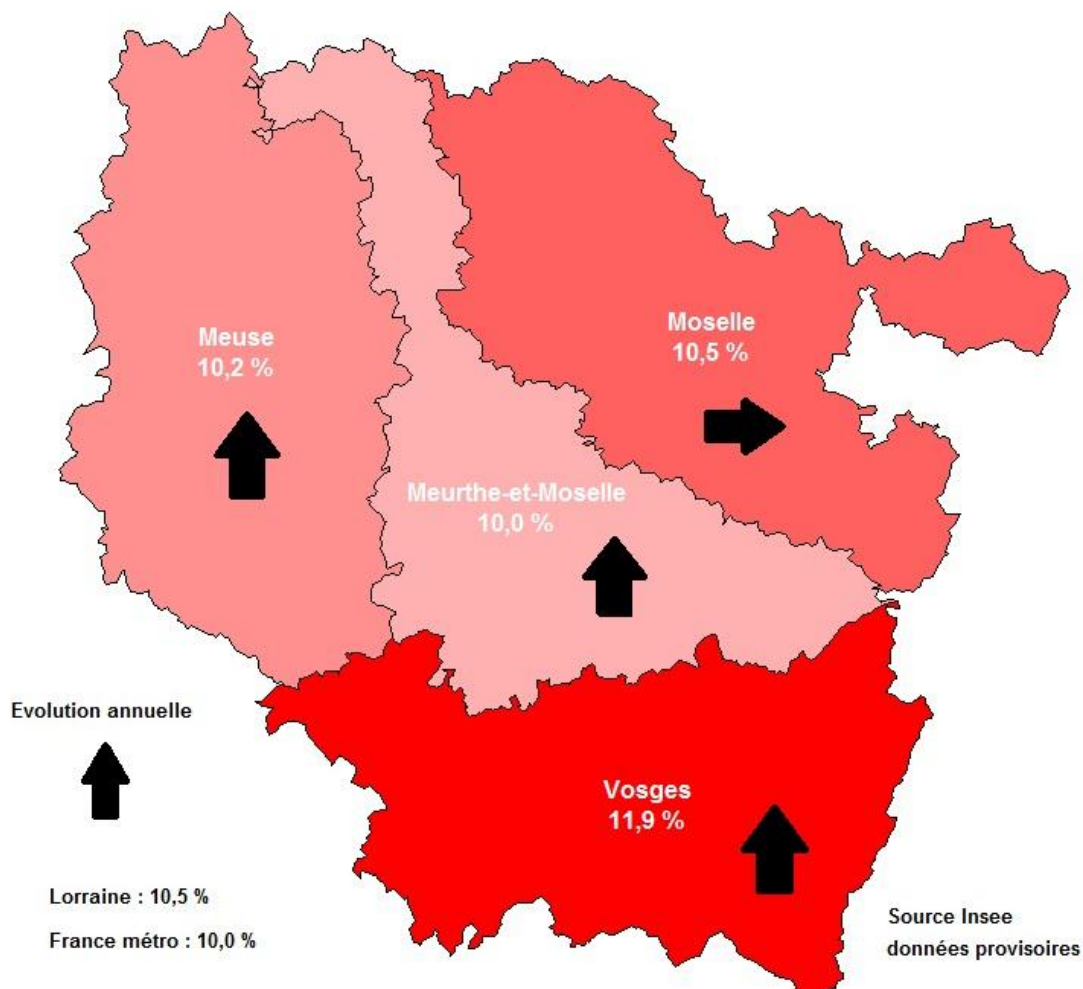 Meuse
10,2 %
Moselle
10,5 %
Meurthe-et-Moselle
10,0 %
Evolution annuelle
Vosges
11,9 %
Lorraine : 10,5 %
France métro : 10,0 %
Source Insee
données provisoires